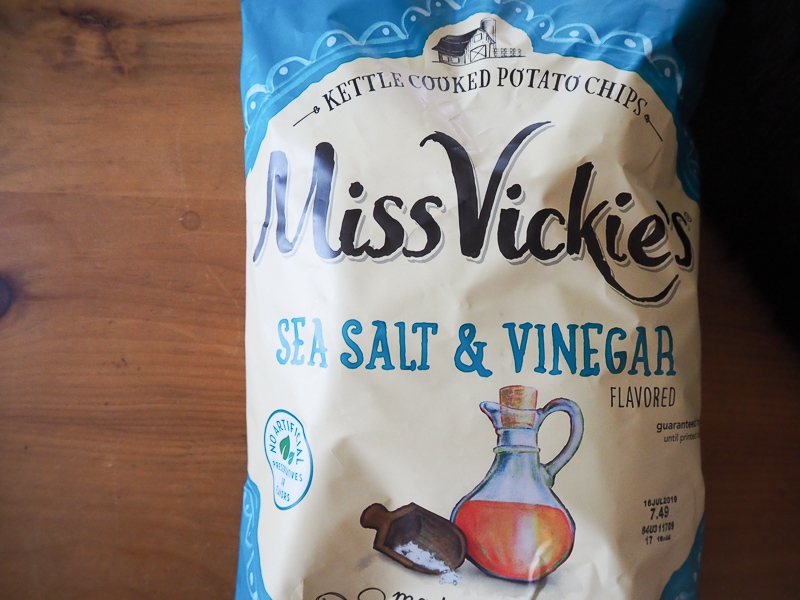 KETTLE COOKED POTATO CHIPS
Miss Vickie's
SEA SALT & VINEGAR
FLAVORED
guaranteed
until printed
NO ARTIFICIAL
PRESERVATIVES
FLAVORS
16JUL2019
7.49